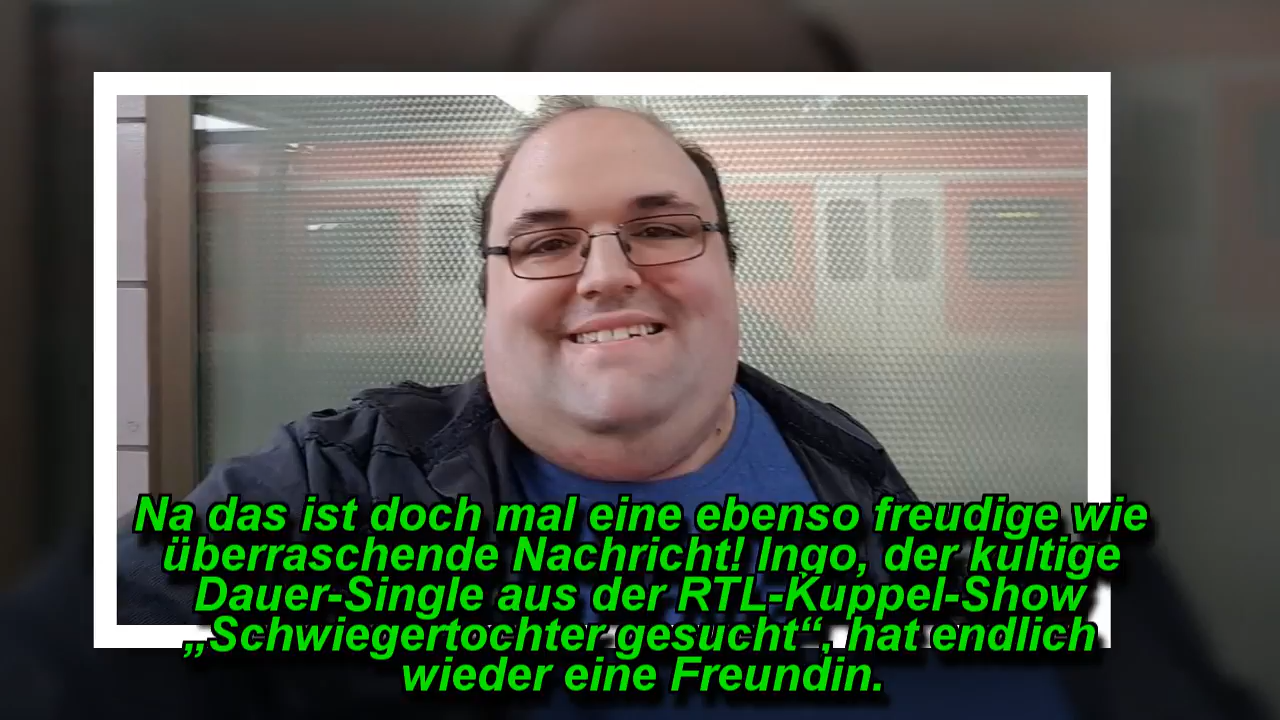 Na das ist doch mal eine ebenso freudige wie
überraschende Nachricht! Ingo, der kultige
Dauer-Single aus der RTL-Kuppel-Show
„Schwiegertochter gesucht“, hat endlich
wieder eine Freundin.